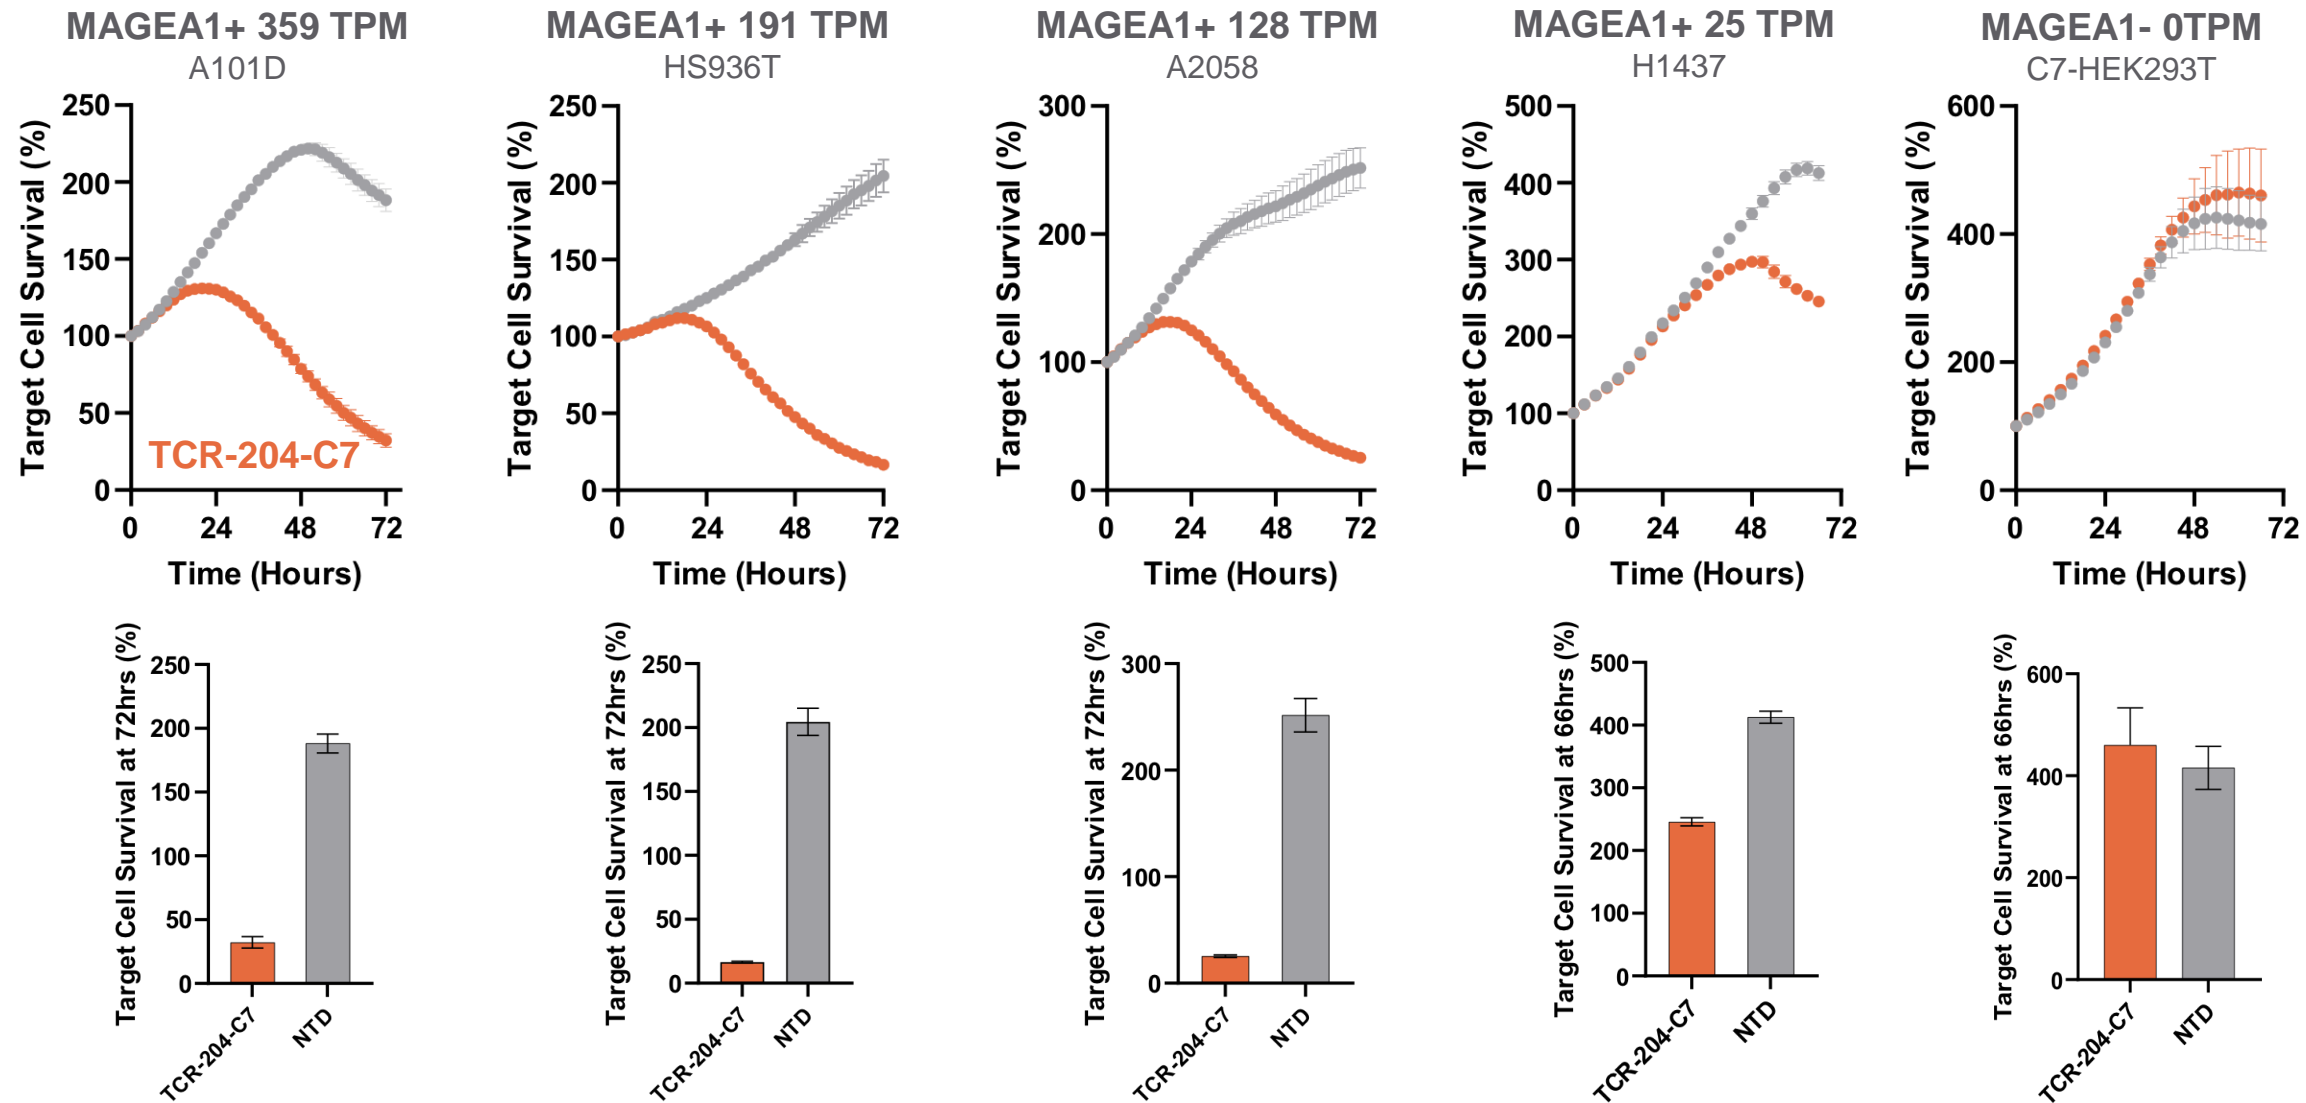 MAGEA1+ 359 TPM
A101D
Target Cell Survival (%)
250
200
150
100
50
0
TCR-204-C7
0 24 48 72
Time (Hours)
MAGEA1+ 191 TPM
HS936T
Target Cell Survival (%)
250
200
150
100
50
0
0 24 48 72
Time (Hours)
MAGEA1+ 128 TPM
A2058
Target Cell Survival (%)
300
200
100
0
0 24 48 72
Time (Hours)
MAGEA1+ 25 TPM
H1437
Target Cell Survival (%)
500
400
300
200
100
0
0 24 48 72
Time (Hours)
MAGEA1- 0TPM
C7-HEK293T
Target Cell Survival (%)
600
400
200
0
0 24 48 72
Time (Hours)
Target Cell Survival at 72hrs (%)
250
200
150
100
50
0
TCR-204-C7
NTD
Target Cell Survival at 72hrs (%)
250
200
150
100
50
0
TCR-204-C7
NTD
Target Cell Survival at 72hrs (%)
300
200
100
0
TCR-204-C7
NTD
Target Cell Survival at 66hrs (%)
500
400
300
200
100
0
TCR-204-C7
NTD
Target Cell Survival at 66hrs (%)
600
400
200
0
TCR-204-C7
NTD